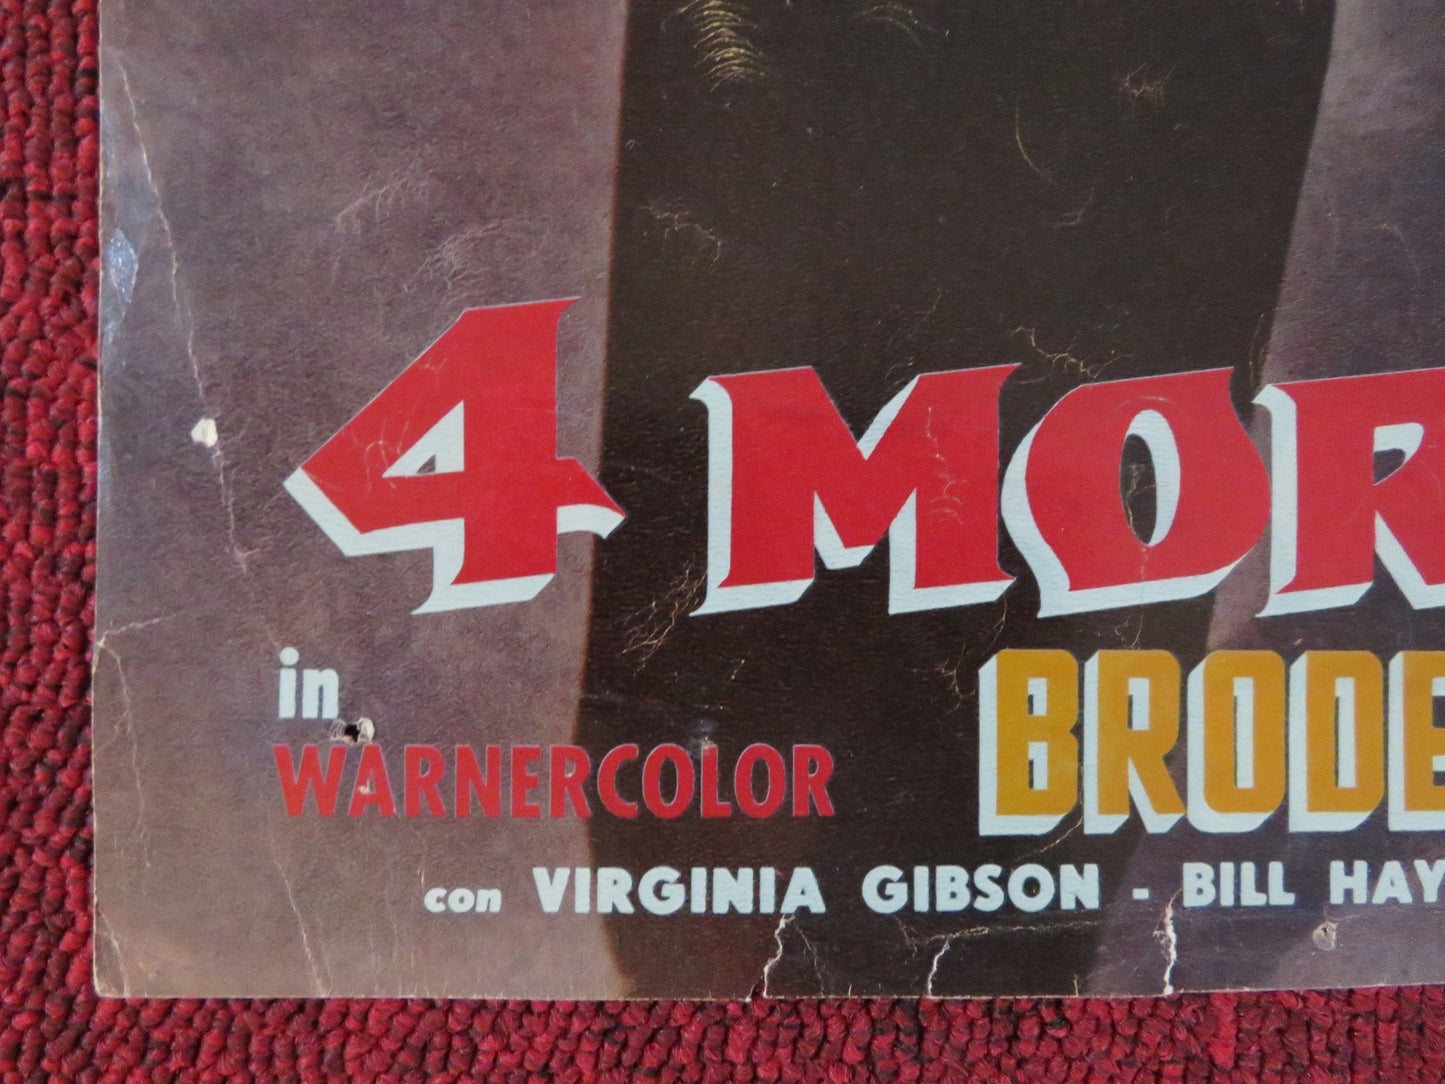 4 MOR
in
WARNERCOLOR
BRODE
con VIRGINIA GIBSON - BILL HAY